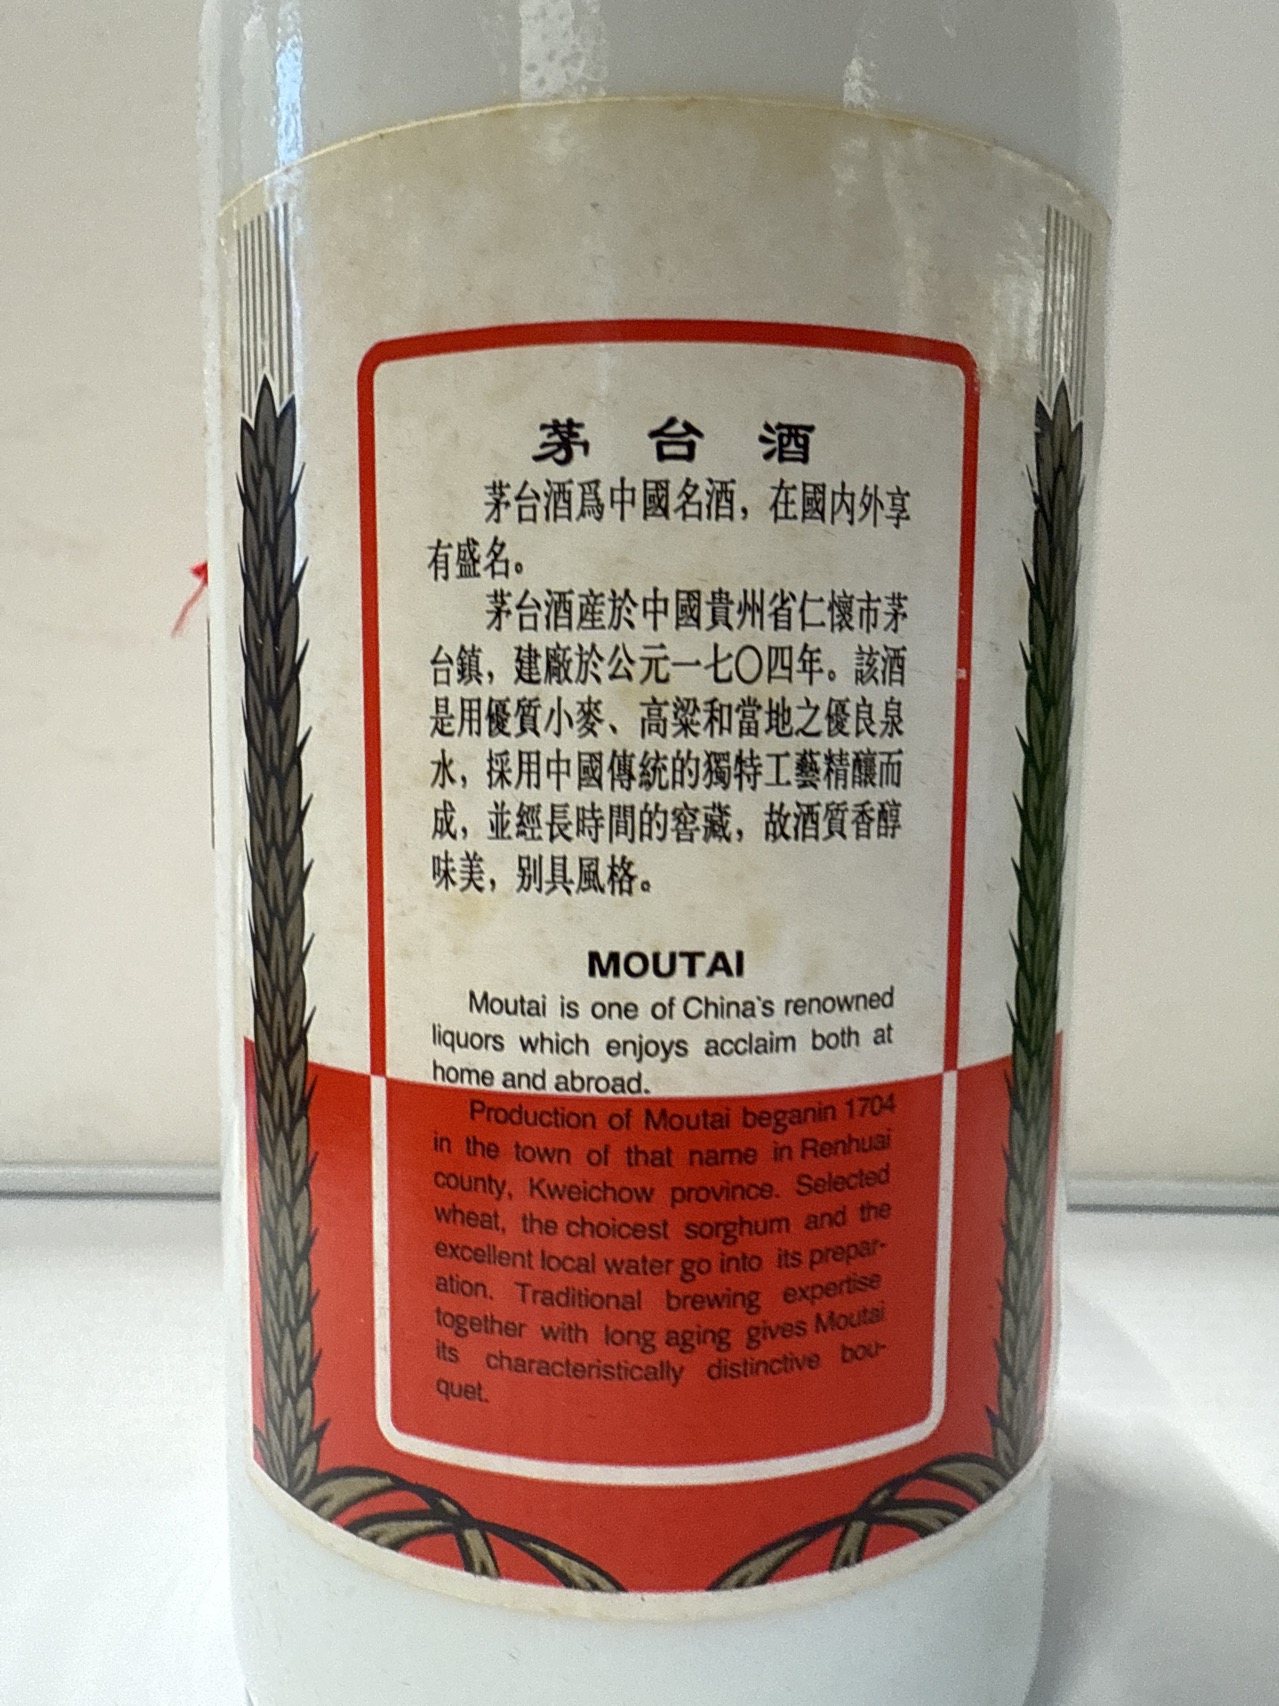 茅台酒
茅台酒爲中國名酒，在國内外享
有盛名。
茅台酒産於中國貴州省仁懷市茅
台鎮，建廠於公元一七〇四年。該酒
是用優質小麥、高粱和當地之優良泉
水，採用中國傳統的獨特工藝精釀而
成，並經長時間的窖藏，故酒質香醇
味美，别具風格。
MOUTAI
Moutai is one of China`s renowned
liquors which enjoys acclaim both at
home and abroad.
Production of Moutai beganin 1704
in the town of that name in Renhuai
county, Kweichow province. Selected
wheat, the choicest sorghum and the
excellent local water go into its prepar-
ation. Traditional brewing expertise
together with long aging gives Moutai
its characteristically distinctive bou-
quet.